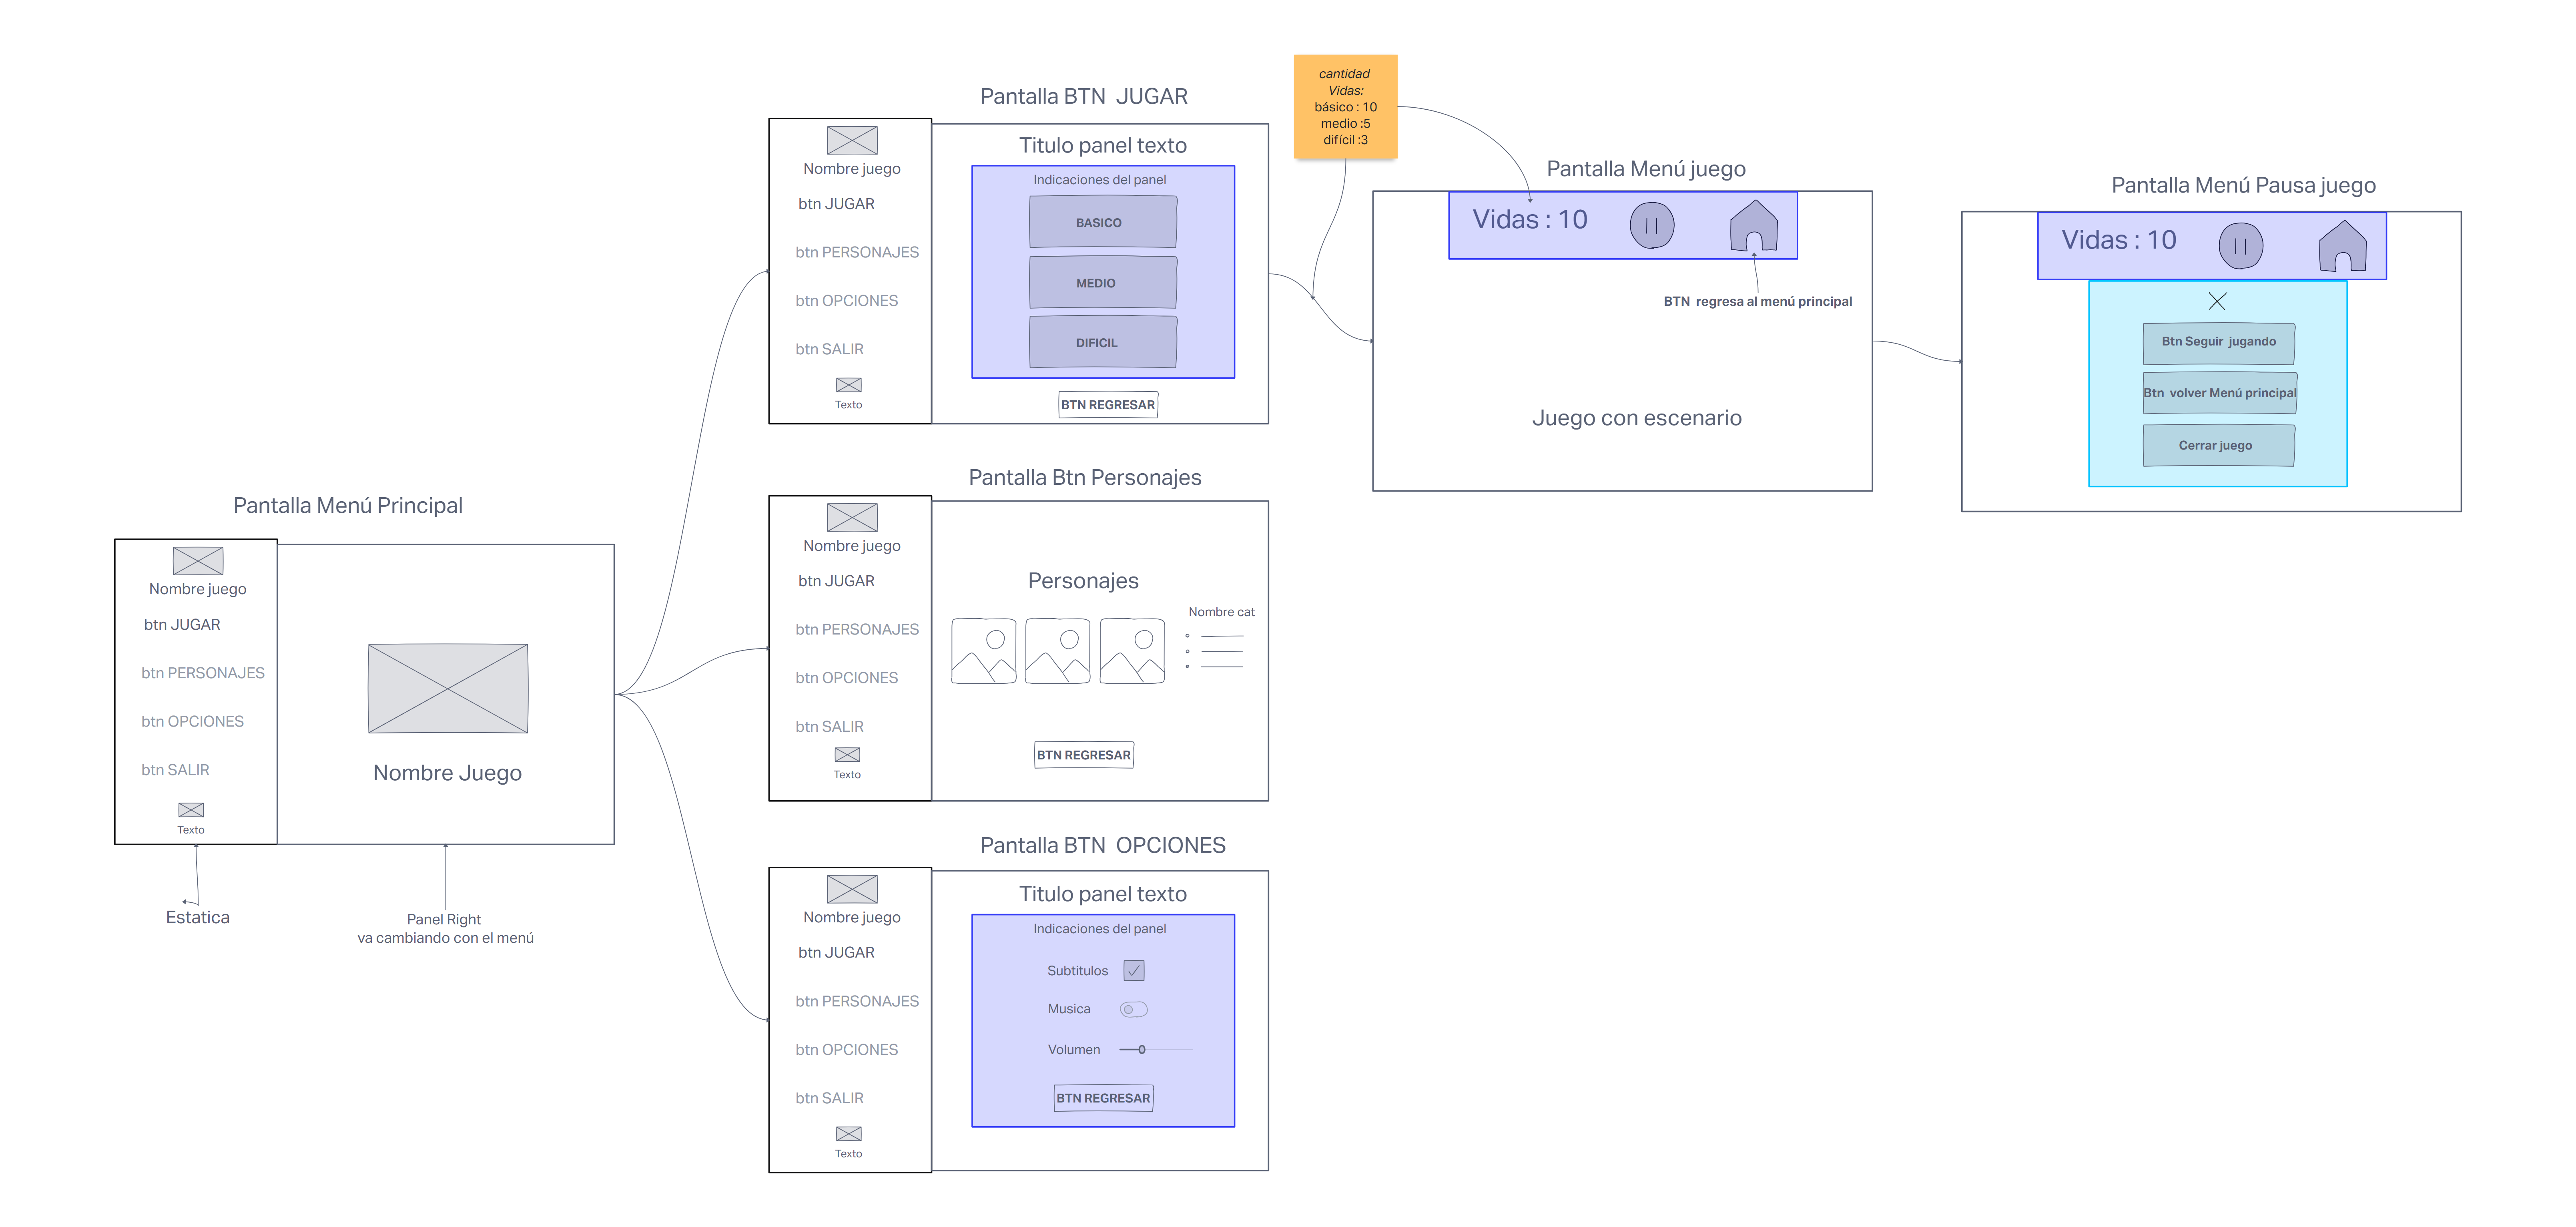 Pantalla Menú Principal
Nombre juego
btn JUGAR
btn PERSONAJES
btn OPCIONES
btn SALIR
Texto
Nombre Juego
Estatica
Panel Right
va cambiando con el menú
Pantalla BTN JUGAR
Nombre juego
btn JUGAR
btn PERSONAJES
btn OPCIONES
btn SALIR
Texto
Titulo panel texto
Indicaciones del panel
BASICO
MEDIO
DIFICIL
BTN REGRESAR
Pantalla Btn Personajes
Nombre juego
btn JUGAR
btn PERSONAJES
btn OPCIONES
btn SALIR
Texto
Personajes
Nombre cat
BTN REGRESAR
Pantalla BTN OPCIONES
Nombre juego
btn JUGAR
btn PERSONAJES
btn OPCIONES
btn SALIR
Texto
Titulo panel texto
Indicaciones del panel
Subtitulos
Musica
Volumen
BTN REGRESAR
cantidad
Vidas:
básico : 10
medio :5
difícil :3
Pantalla Menú juego
Vidas : 10
BTN regresa al menú principal
Juego con escenario
Pantalla Menú Pausa juego
Vidas : 10
Btn Seguir jugando
Btn volver Menú principal
Cerrar juego